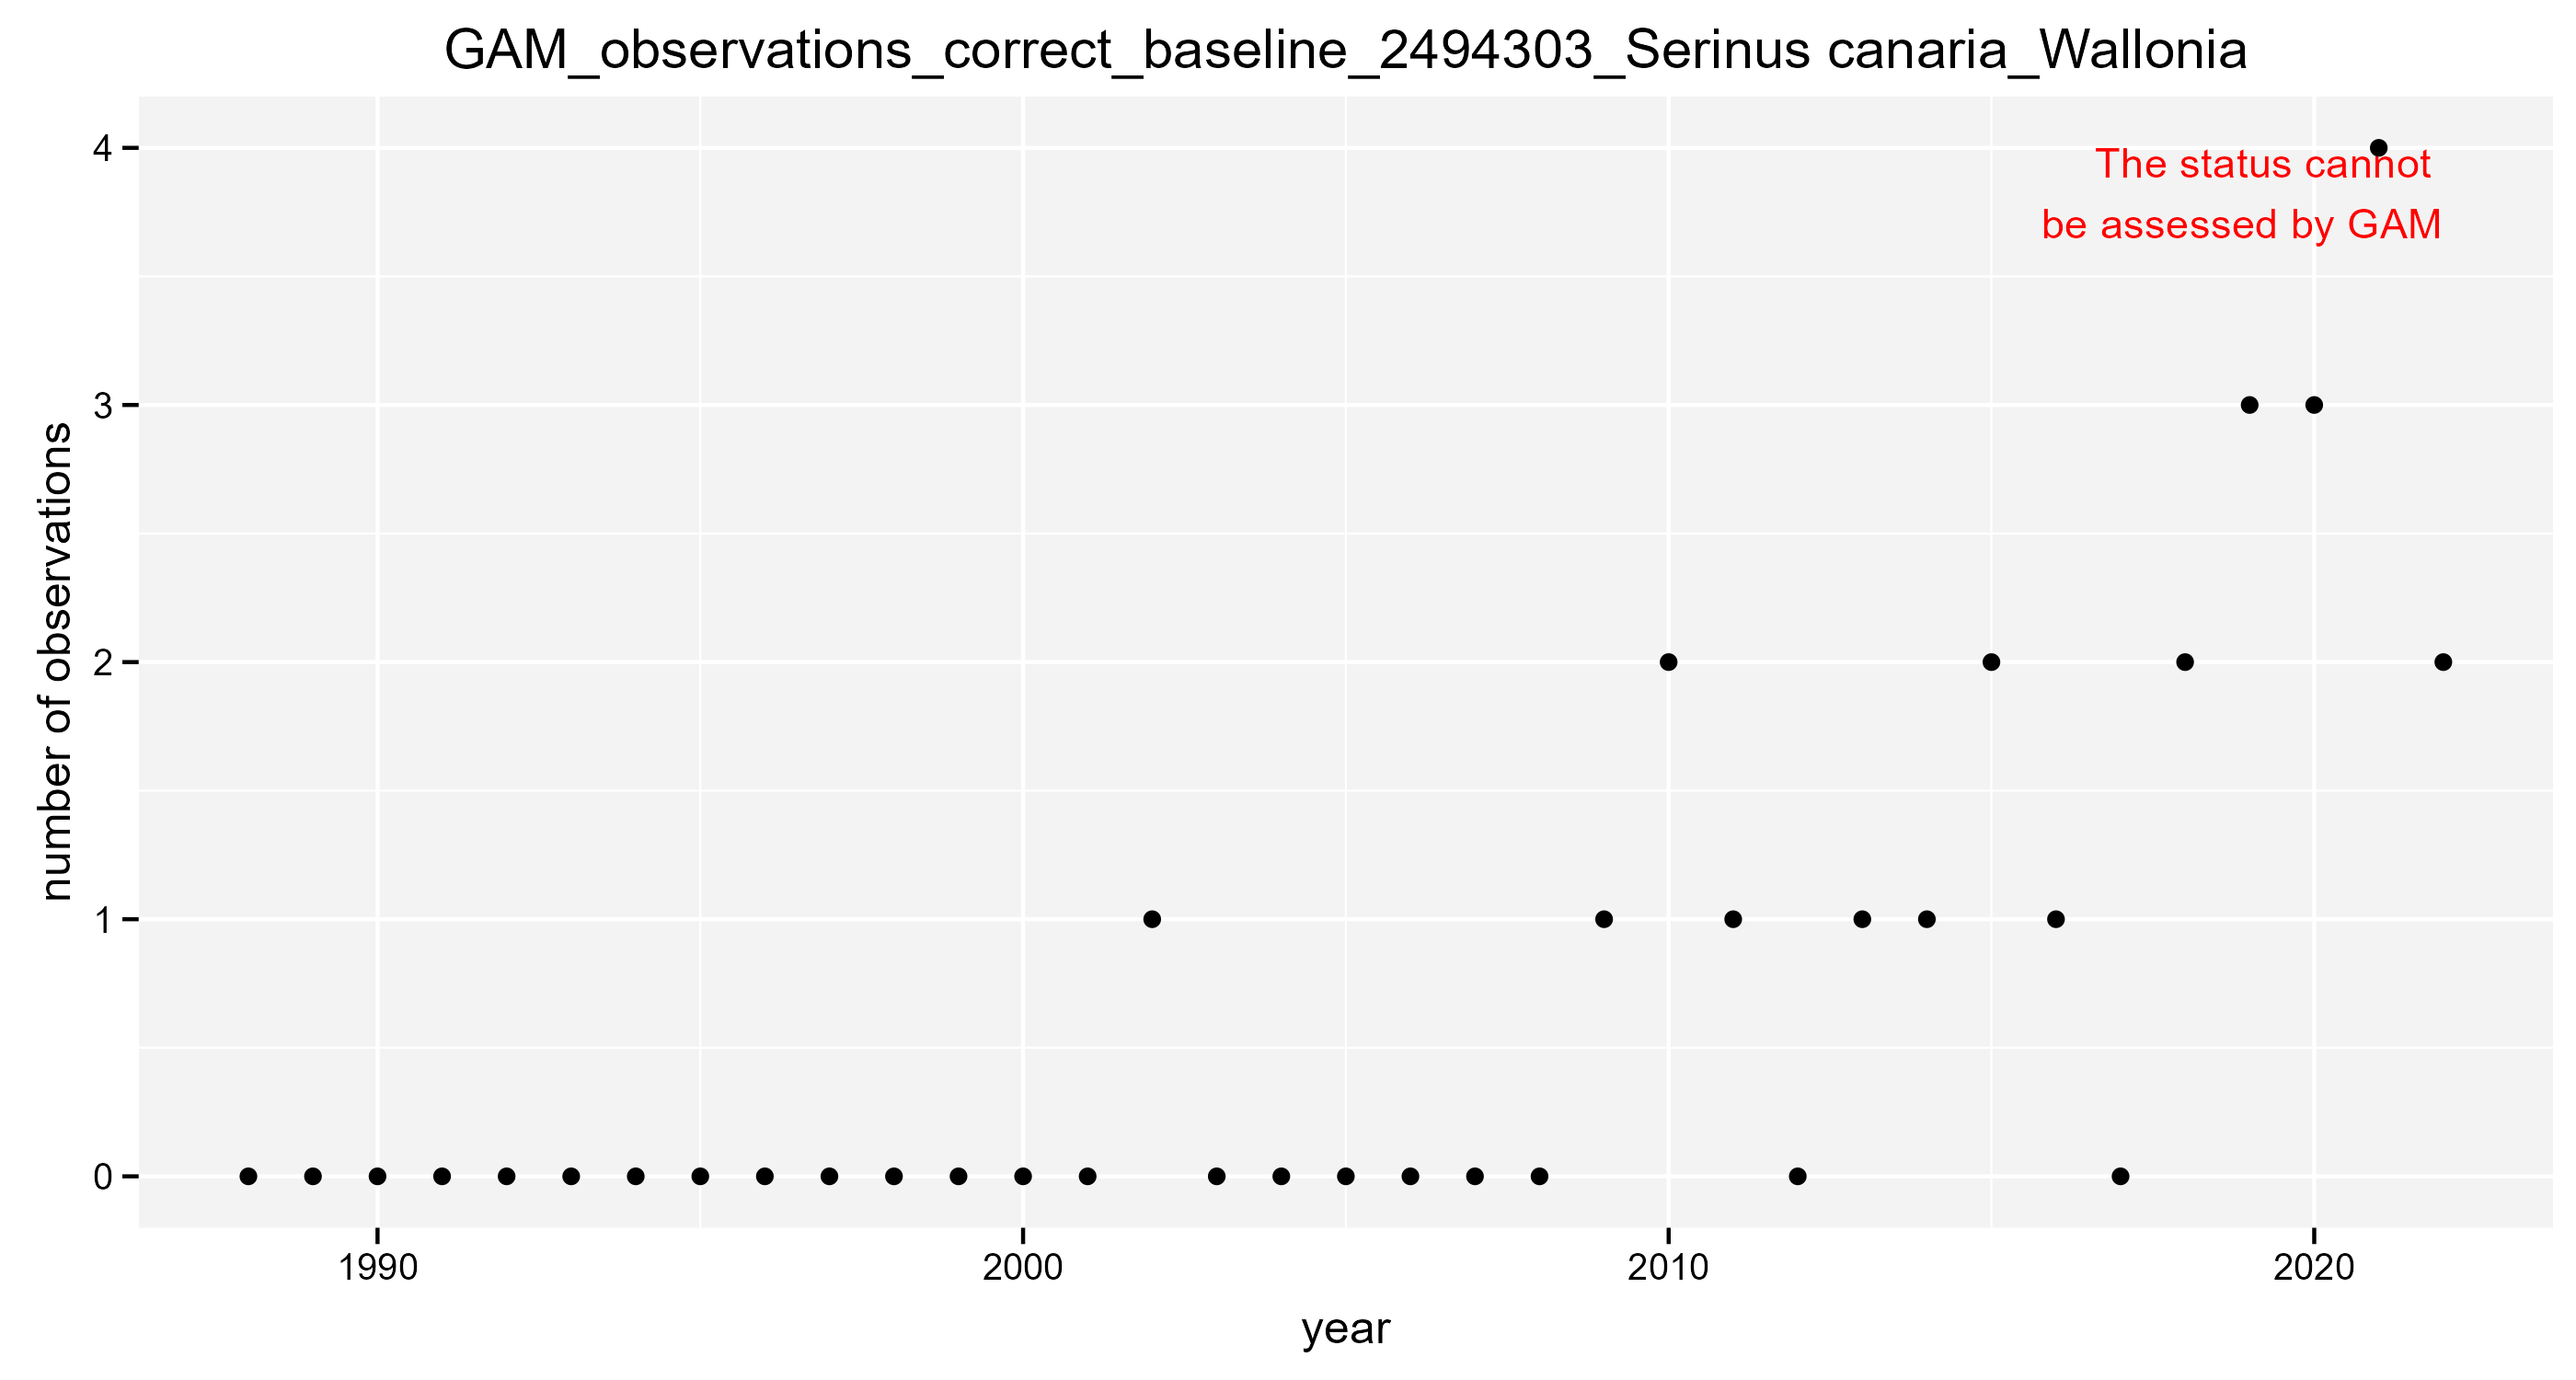 GAM_observations_correct_baseline_2494303_Serinus canaria_Wallonia
4
The status cannot
be assessed by GAM
3
number of observations
2
1
0
1990 2000 2010 2020
year